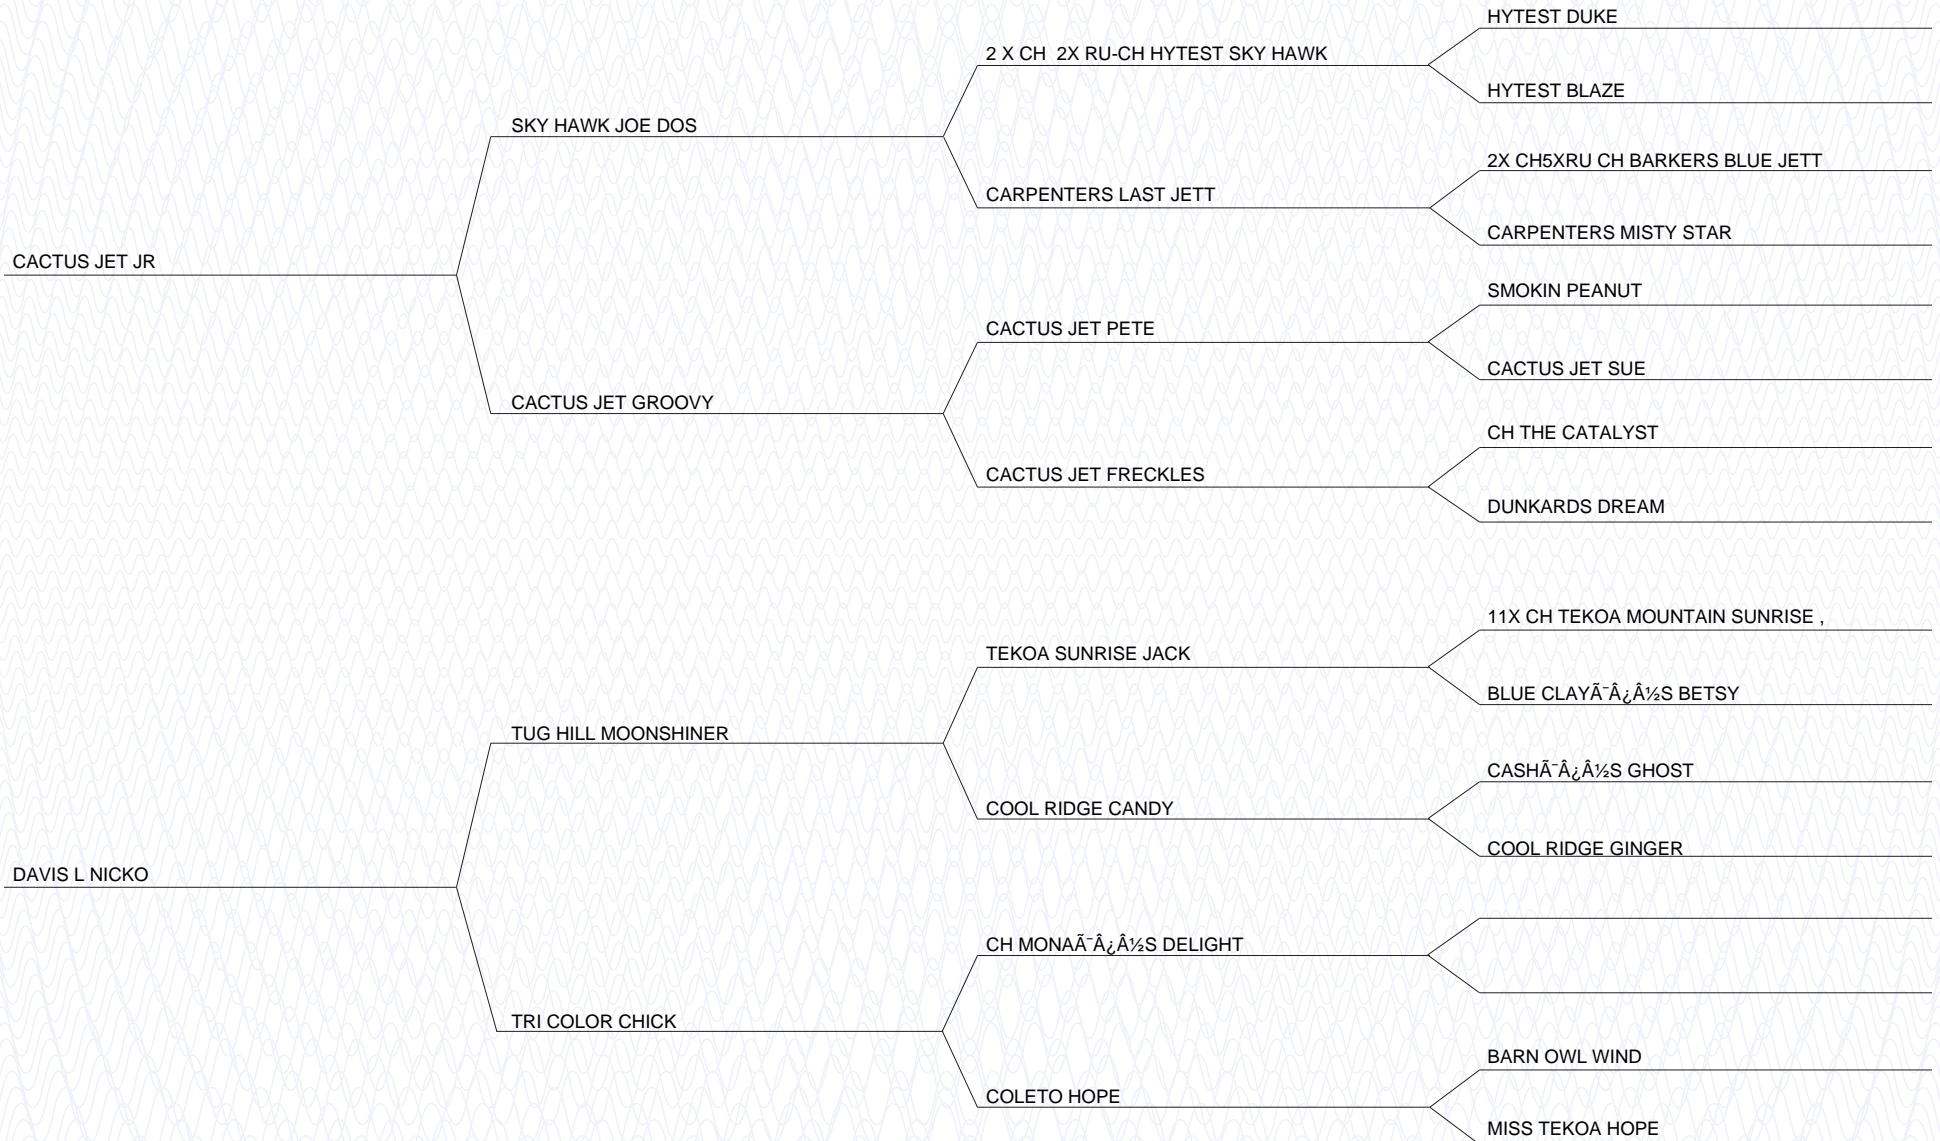 HYTEST DUKE
2 X CH  2X RU-CH HYTEST SKY HAWK
HYTEST BLAZE
SKY HAWK JOE DOS
2X CH5XRU CH BARKERS BLUE JETT
CARPENTERS LAST JETT
CARPENTERS MISTY STAR
CACTUS JET JR
SMOKIN PEANUT
CACTUS JET PETE
CACTUS JET SUE
CACTUS JET GROOVY
CH THE CATALYST
CACTUS JET FRECKLES
DUNKARDS DREAM
11X CH TEKOA MOUNTAIN SUNRISE ,
TEKOA SUNRISE JACK
BLUE CLAYÃ¯Â¿Â½S BETSY
TUG HILL MOONSHINER
CASHÃ¯Â¿Â½S GHOST
COOL RIDGE CANDY
COOL RIDGE GINGER
DAVIS L NICKO
CH MONAÃ¯Â¿Â½S DELIGHT
TRI COLOR CHICK
BARN OWL WIND
COLETO HOPE
MISS TEKOA HOPE